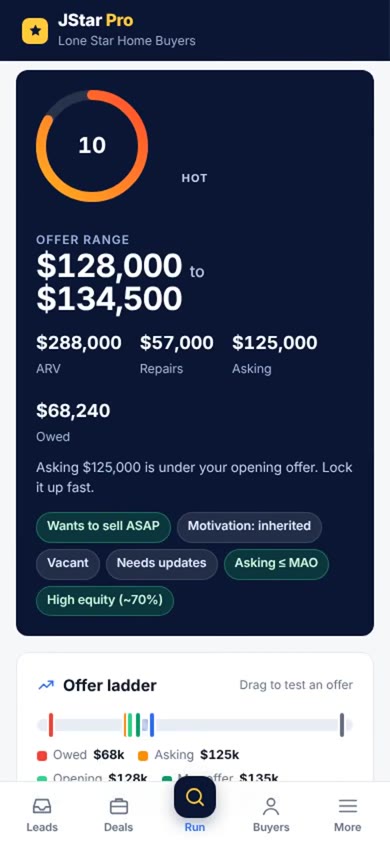 JStar Pro
Lone Star Home Buyers
10
HOT
OFFER RANGE
$128,000 to
$134,500
$288,000 $57,000 $125,000
ARV Repairs Asking
$68,240
Owed
Asking $125,000 is under your opening offer. Lock
it up fast.
Wants to sell ASAP Motivation: inherited
Vacant Needs updates Asking ≤ MAO
High equity (~70%)
Offer ladder Drag to test an offer
Owed $68k Asking $125k
Opening $128k offer $135k
Leads Deals Run Buyers More